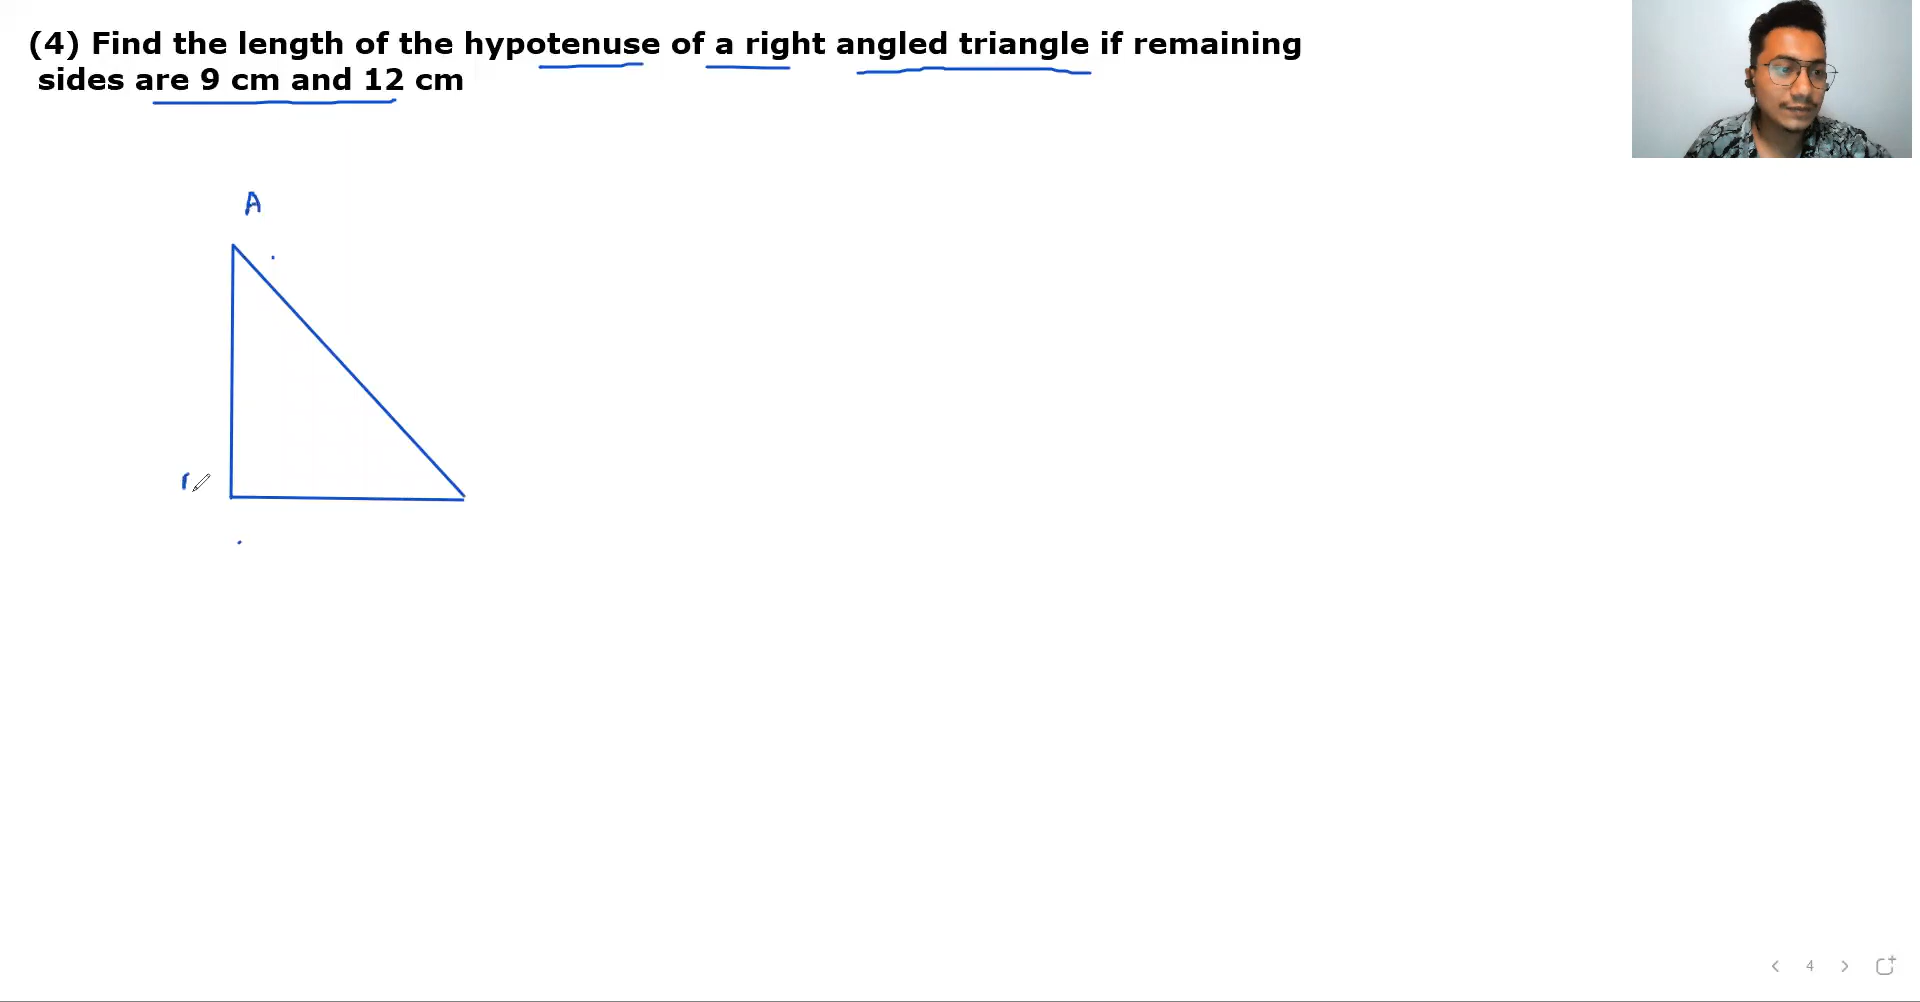 (4) Find the length of the hypotenuse of a right angled triangle if remaining
sides are 9 cm and 12 cm
A
4